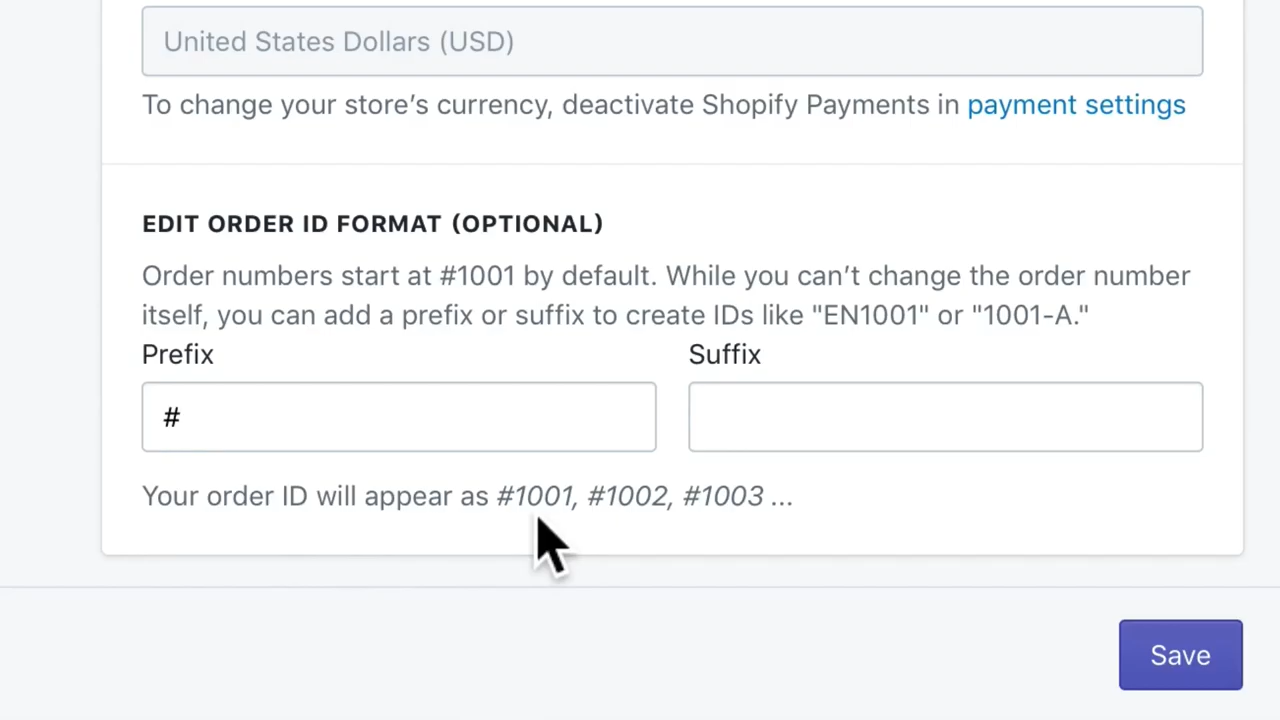 United States Dollars (USD)
To change your store’s currency, deactivate Shopify Payments in payment settings
EDIT ORDER ID FORMAT (OPTIONAL)
Order numbers start at #1001 by default. While you can’t change the order number
itself, you can add a prefix or suffix to create IDs like "EN1001" or "1001-A."
Prefix
Suffix
#
Your order ID will appear as #1001, #1002, #1003 ...
Save